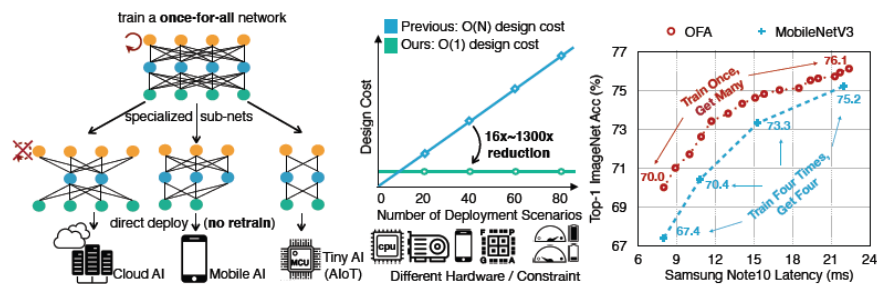 train a once-for-all network
specialized sub-nets
direct deploy (no retrain)
Cloud AI
Mobile AI
MCU
Tiny AI
(AIoT)
Previous: O(N) design cost
Ours: O(1) design cost
Design Cost
16x~1300x
reduction
20 40 60 80
Number of Deployment Scenarios
cpu
F P
G A
Different Hardware / Constraint
OFA MobileNetV3
Top-1 ImageNet Acc (%)
77
75
73
71
69
67
76.1
Train Once,
Get Many
75.2
73.3
70.0
70.4
Train Four Times,
Get Four
67.4
6 9 12 15 18 21 24
Samsung Note10 Latency (ms)